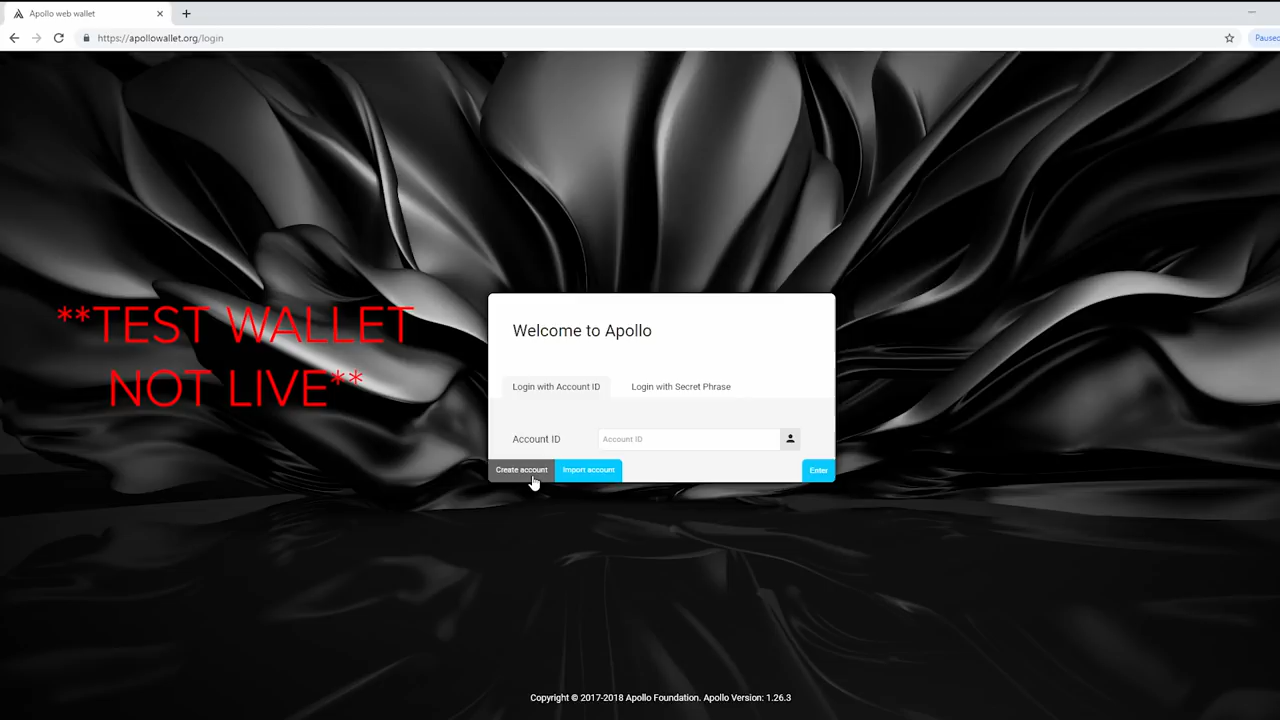 Apollo web wallet
https://apollowallet.org/login
Paused
**TEST WALLET
NOT LIVE**
Welcome to Apollo
Login with Account ID
Login with Secret Phrase
Account ID
Account ID
Create account
Import account
Enter
Copyright © 2017-2018 Apollo Foundation. Apollo Version: 1.26.3